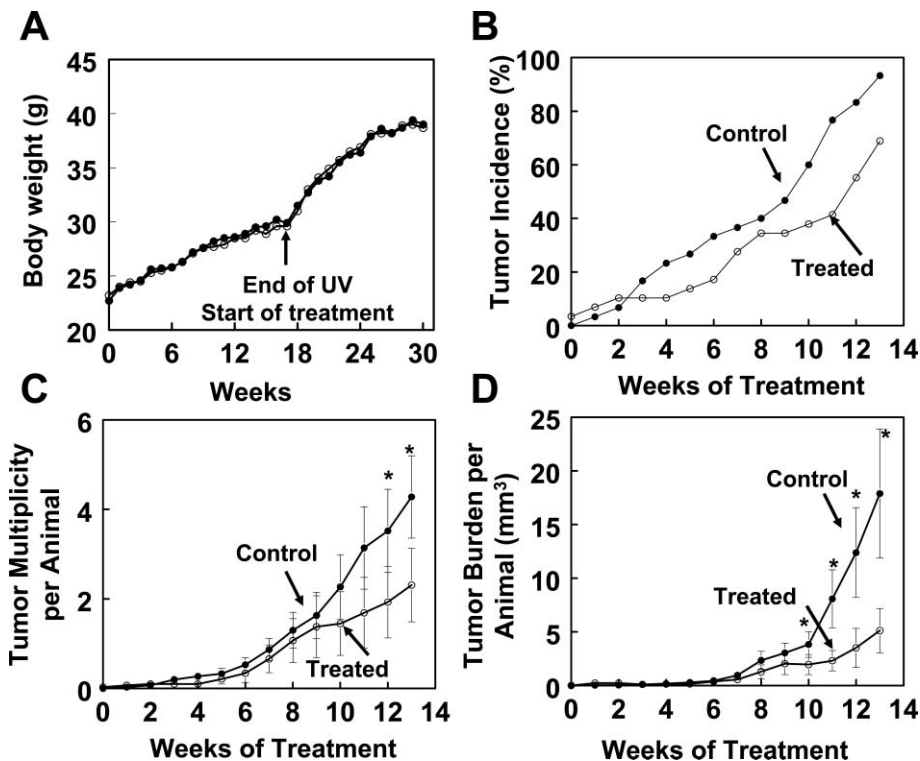 A
Body weight (g)
45
40
35
30
25
20
End of UV
Start of treatment
0 6 12 18 24 30
Weeks
B
Tumor Incidence (%)
100
80
60
40
20
0
Control
Treated
0 2 4 6 8 10 12 14
Weeks of Treatment
C
Tumor Multiplicity
per Animal
6
4
2
0
* *
Control
Treated
0 2 4 6 8 10 12 14
Weeks of Treatment
D
Tumor Burden per
Animal (mm³)
25
20
15
10
5
0
*
*
*
*
Control
Treated
0 2 4 6 8 10 12 14
Weeks of Treatment